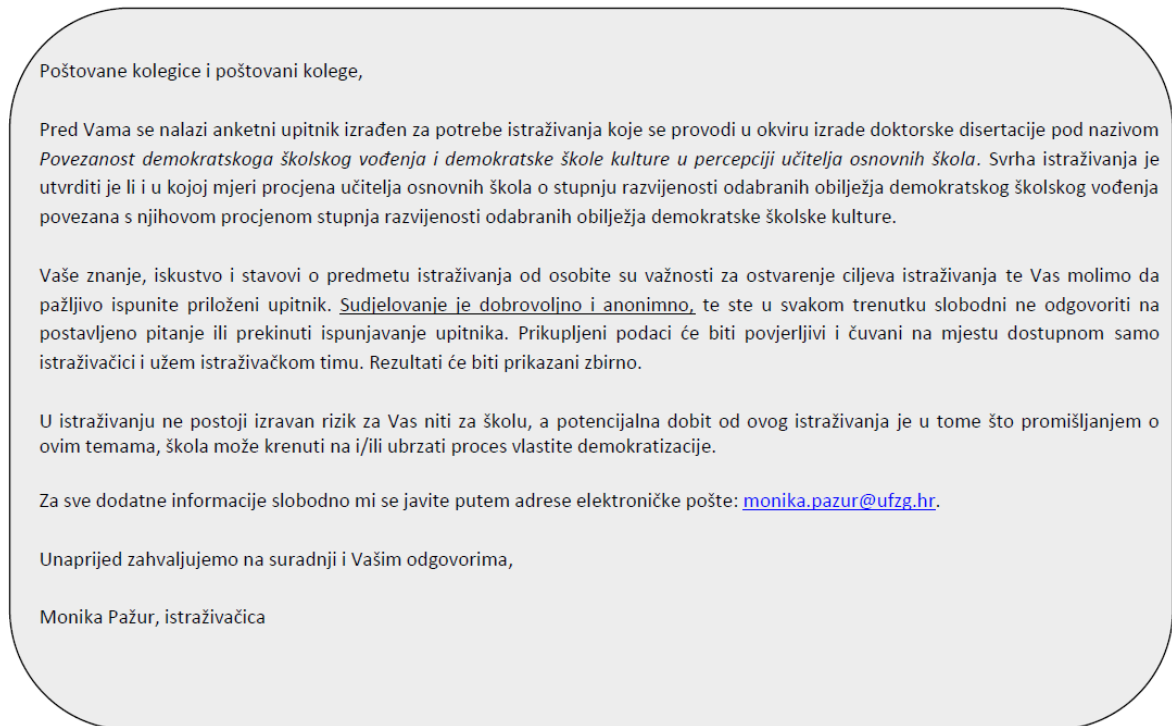 Poštovane kolegice i poštovani kolege,
Pred Vama se nalazi anketni upitnik izrađen za potrebe istraživanja koje se provodi u okviru izrade doktorske disertacije pod nazivom
Povezanost demokratskoga školskog vođenja i demokratske škole kulture u percepciji učitelja osnovnih škola. Svrha istraživanja je
utvrditi je li i u kojoj mjeri procjena učitelja osnovnih škola o stupnju razvijenosti odabranih obilježja demokratskog školskog vođenja
povezana s njihovom procjenom stupnja razvijenosti odabranih obilježja demokratske školske kulture.
Vaše znanje, iskustvo i stavovi o predmetu istraživanja od osobite su važnosti za ostvarenje ciljeva istraživanja te Vas molimo da
pažljivo ispunite priloženi upitnik. Sudjelovanje je dobrovoljno i anonimno, te ste u svakom trenutku slobodni ne odgovoriti na
postavljeno pitanje ili prekinuti ispunjavanje upitnika. Prikupljeni podaci će biti povjerljivi i čuvani na mjestu dostupnom samo
istraživačici i užem istraživačkom timu. Rezultati će biti prikazani zbirno.
U istraživanju ne postoji izravan rizik za Vas niti za školu, a potencijalna dobit od ovog istraživanja je u tome što promišljanjem o
ovim temama, škola može krenuti na i/ili ubrzati proces vlastite demokratizacije.
Za sve dodatne informacije slobodno mi se javite putem adrese elektroničke pošte: monika.pazur@ufzg.hr.
Unaprijed zahvaljujemo na suradnji i Vašim odgovorima,
Monika Pažur, istraživačica